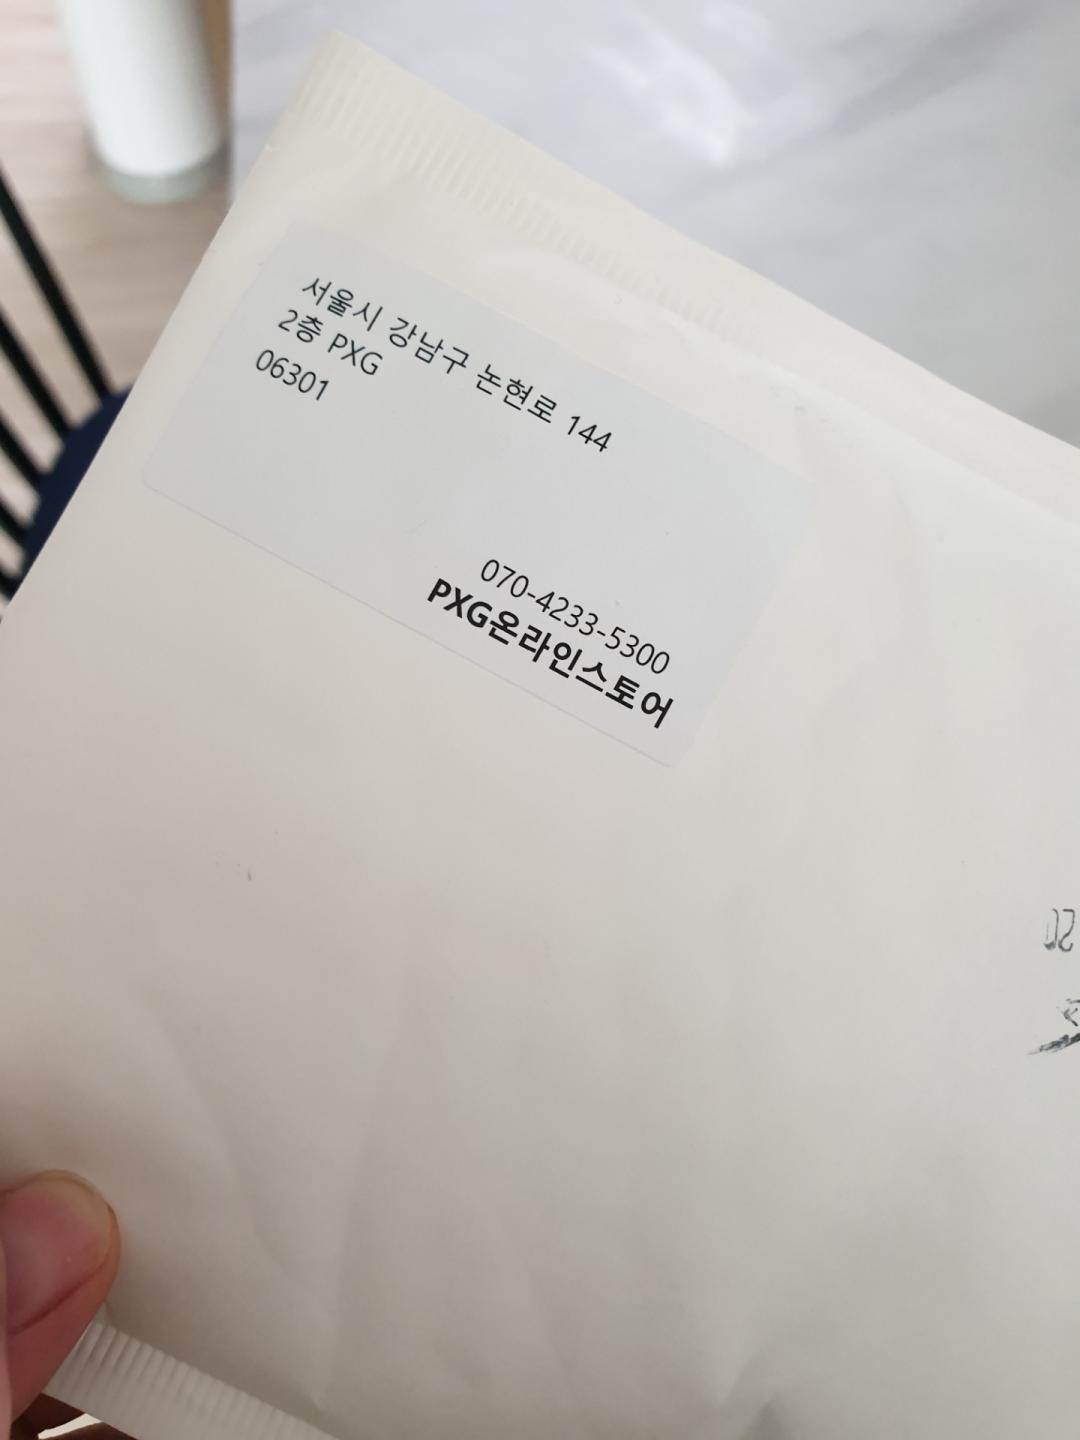 서울시 강남구 논현로 144
2층 PXG
06301
070-4233-5300
PXG온라인스토어